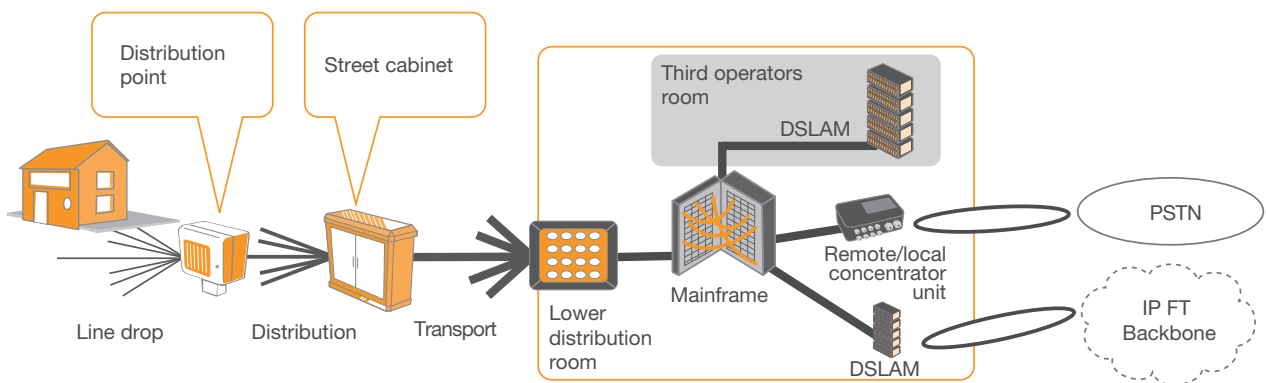 Distribution
point
Street cabinet
Third operators
room
DSLAM
PSTN
Remote/local
concentrator
unit
Mainframe
IP FT
Backbone
Line drop
Distribution
Transport
Lower
distribution
room
DSLAM